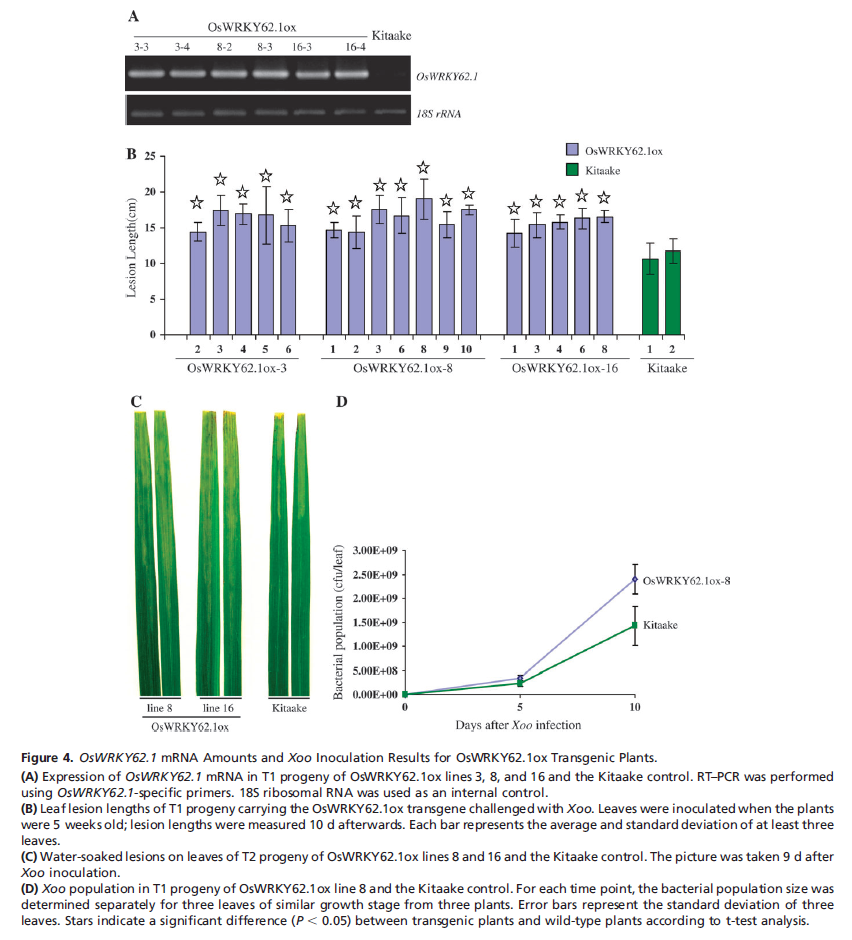 A
OsWRKY62.1ox
Kitaake
3-3 3-4 8-2 8-3 16-3 16-4
OsWRKY62.1
18S rRNA
B
Lesion Length(cm)
25
20
15
10
5
0
OsWRKY62.1ox
Kitaake
2 3 4 5 6 1 2 3 6 8 9 10 1 3 4 6 8 1 2
OsWRKY62.1ox-3 OsWRKY62.1ox-8 OsWRKY62.1ox-16 Kitaake
C
line 8 line 16 Kitaake
OsWRKY62.1ox
D
Bacterial population (cfu/leaf)
3.00E+09
2.50E+09
2.00E+09
1.50E+09
1.00E+09
5.00E+08
0.00E+00
OsWRKY62.1ox-8
Kitaake
0 5 10
Days after Xoo infection
Figure 4. OsWRKY62.1 mRNA Amounts and Xoo Inoculation Results for OsWRKY62.1ox Transgenic Plants.
(A) Expression of OsWRKY62.1 mRNA in T1 progeny of OsWRKY62.1ox lines 3, 8, and 16 and the Kitaake control. RT–PCR was performed
using OsWRKY62.1-specific primers. 18S ribosomal RNA was used as an internal control.
(B) Leaf lesion lengths of T1 progeny carrying the OsWRKY62.1ox transgene challenged with Xoo. Leaves were inoculated when the plants
were 5 weeks old; lesion lengths were measured 10 d afterwards. Each bar represents the average and standard deviation of at least three
leaves.
(C) Water-soaked lesions on leaves of T2 progeny of OsWRKY62.1ox lines 8 and 16 and the Kitaake control. The picture was taken 9 d after
Xoo inoculation.
(D) Xoo population in T1 progeny of OsWRKY62.1ox line 8 and the Kitaake control. For each time point, the bacterial population size was
determined separately for three leaves of similar growth stage from three plants. Error bars represent the standard deviation of three
leaves. Stars indicate a significant difference (P < 0.05) between transgenic plants and wild-type plants according to t-test analysis.